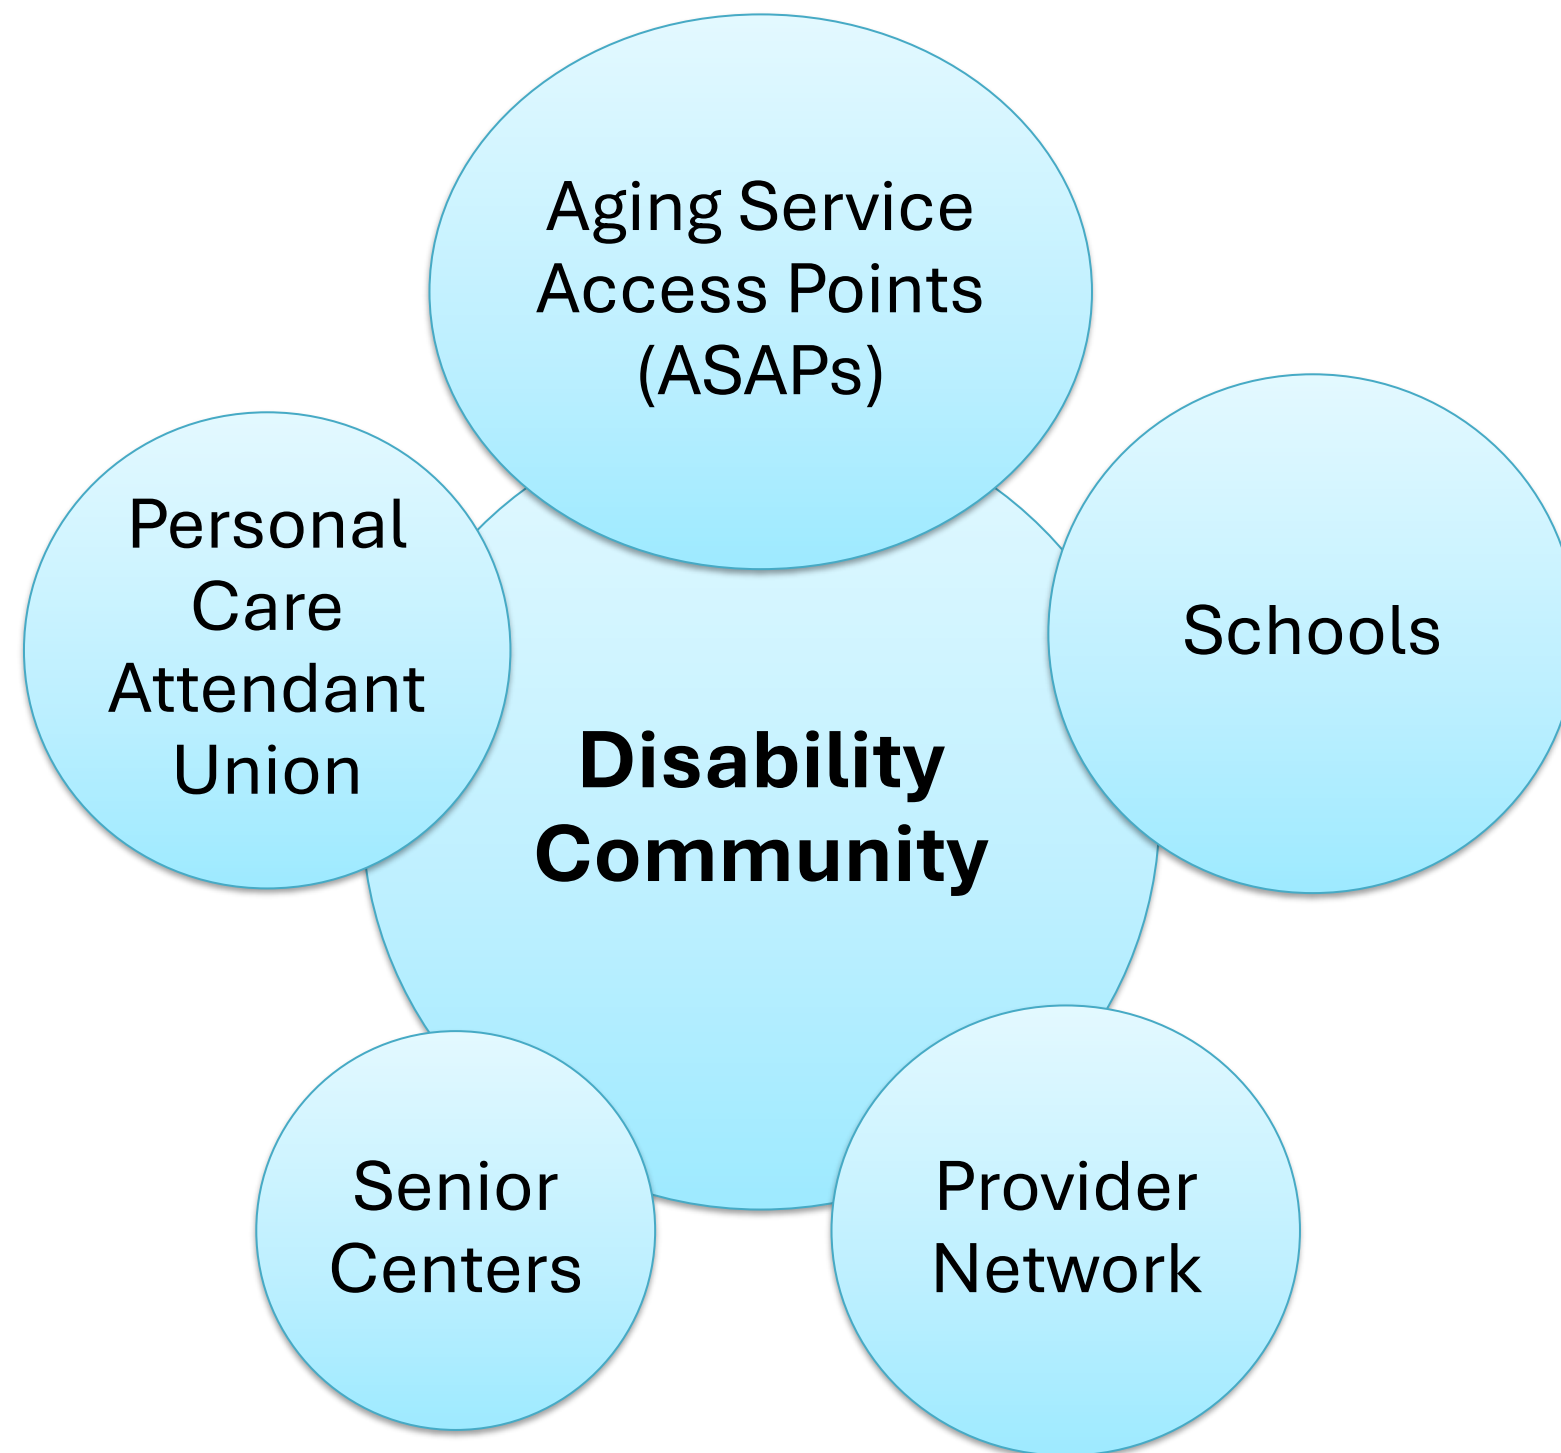 Aging Service
Access Points
(ASAPs)
Personal
Care
Attendant
Union
Schools
Disability
Community
Senior
Centers
Provider
Network